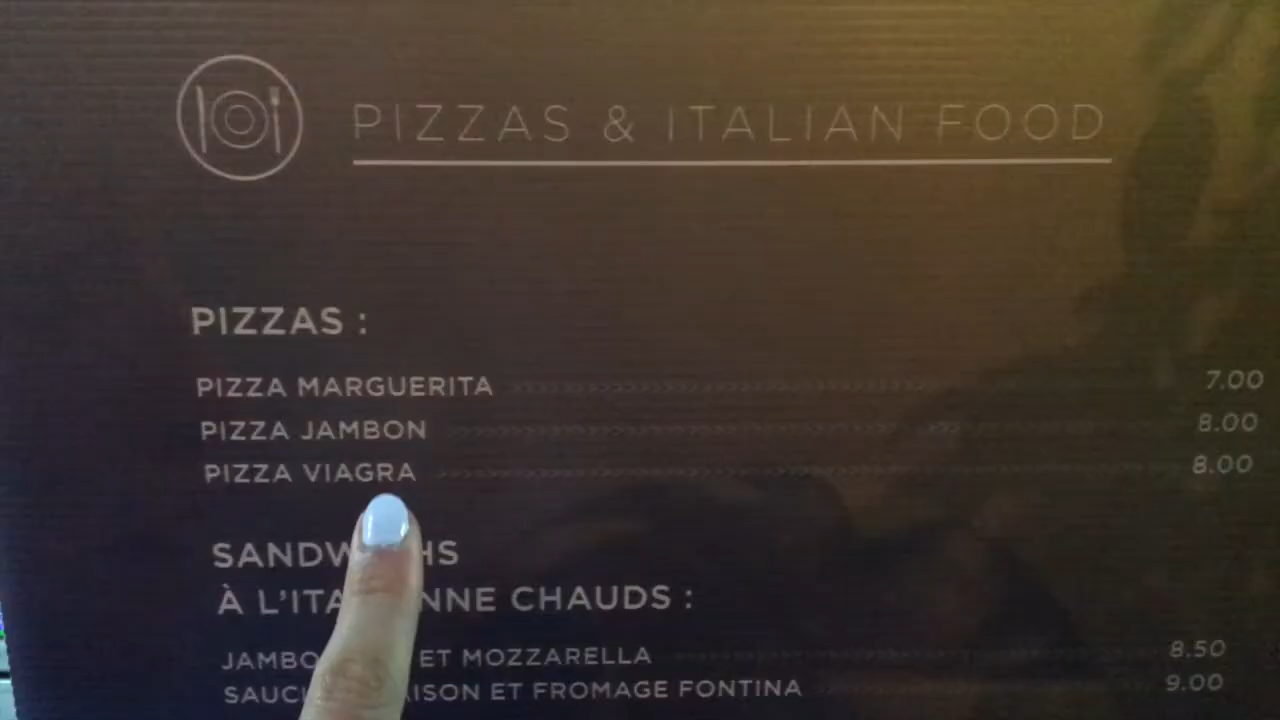 PIZZAS & ITALIAN FOOD
PIZZAS :
PIZZA MARGUERITA 7.00
PIZZA JAMBON 8.00
PIZZA VIAGRA 8.00
À L' CHAUDS :
ET MOZZARELLA 8.50
ET FROMAGE FONTINA 9.00